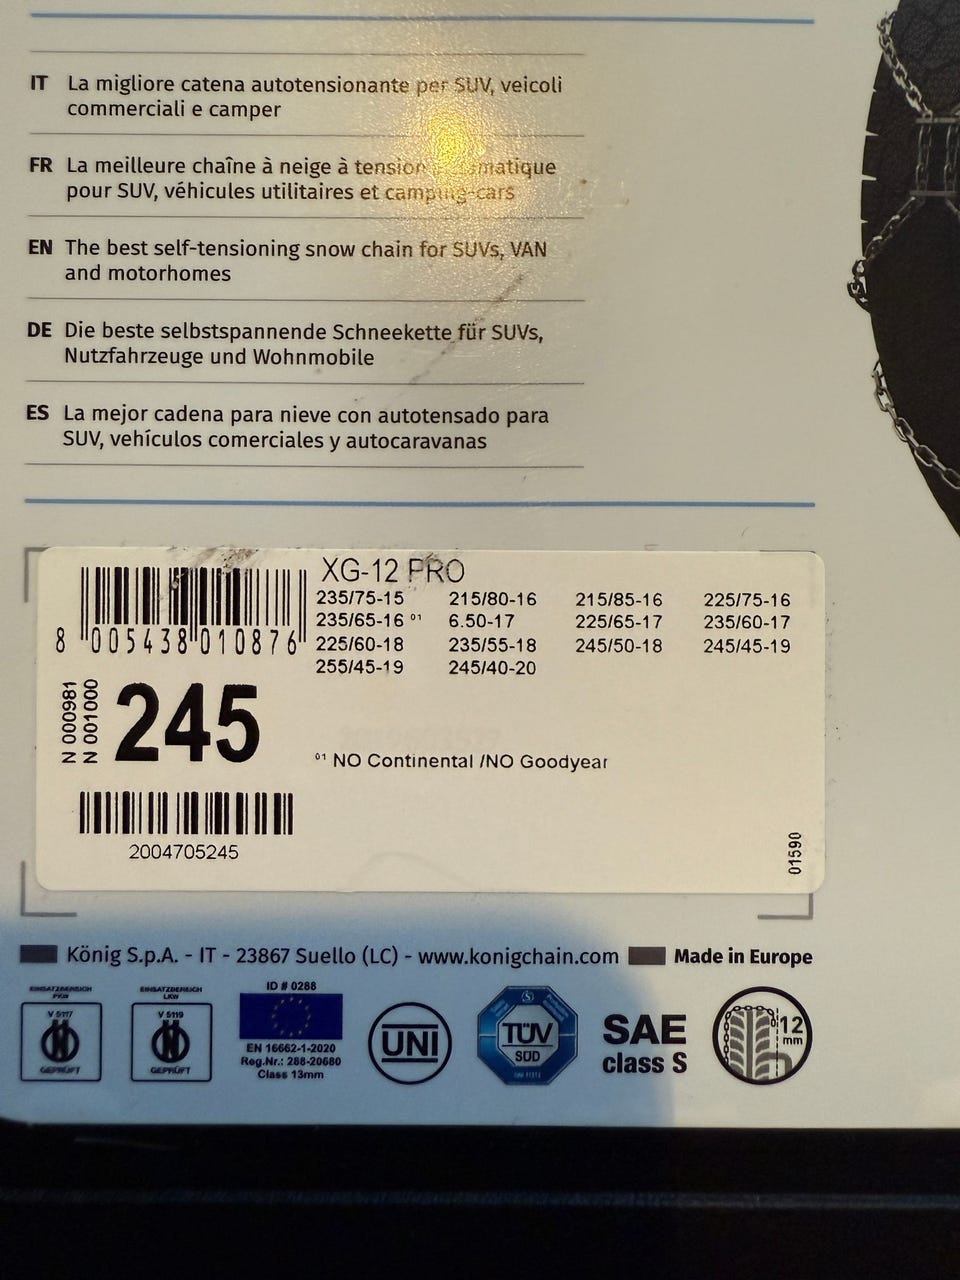 IT La migliore catena autotensionante per SUV, veicoli
commerciali e camper
FR La meilleure chaîne à neige à tension matique
pour SUV, véhicules utilitaires et camping-cars
EN The best self-tensioning snow chain for SUVs, VAN
and motorhomes
DE Die beste selbstspannende Schneekette für SUVs,
Nutzfahrzeuge und Wohnmobile
ES La mejor cadena para nieve con autotensado para
SUV, vehículos comerciales y autocaravanas
XG-12 PRO
235/75-15 215/80-16 215/85-16 225/75-16
235/65-16 ⁰¹ 6.50-17 225/65-17 235/60-17
225/60-18 235/55-18 245/50-18 245/45-19
255/45-19 245/40-20
8 005438 010876
N 000981
N 001000
245
⁰¹ NO Continental /NO Goodyear
2004705245
01590
König S.p.A. - IT - 23867 Suello (LC) - www.konigchain.com Made in Europe
EINSATZBEREICH
PKW
V 5117
GEPRÜFT
EINSATZBEREICH
LKW
V 5119
GEPRÜFT
ID # 0288
EN 16662-1-2020
Reg.Nr.: 288-20680
Class 13mm
UNI
TÜV
SÜD
SAE
class S
12
mm